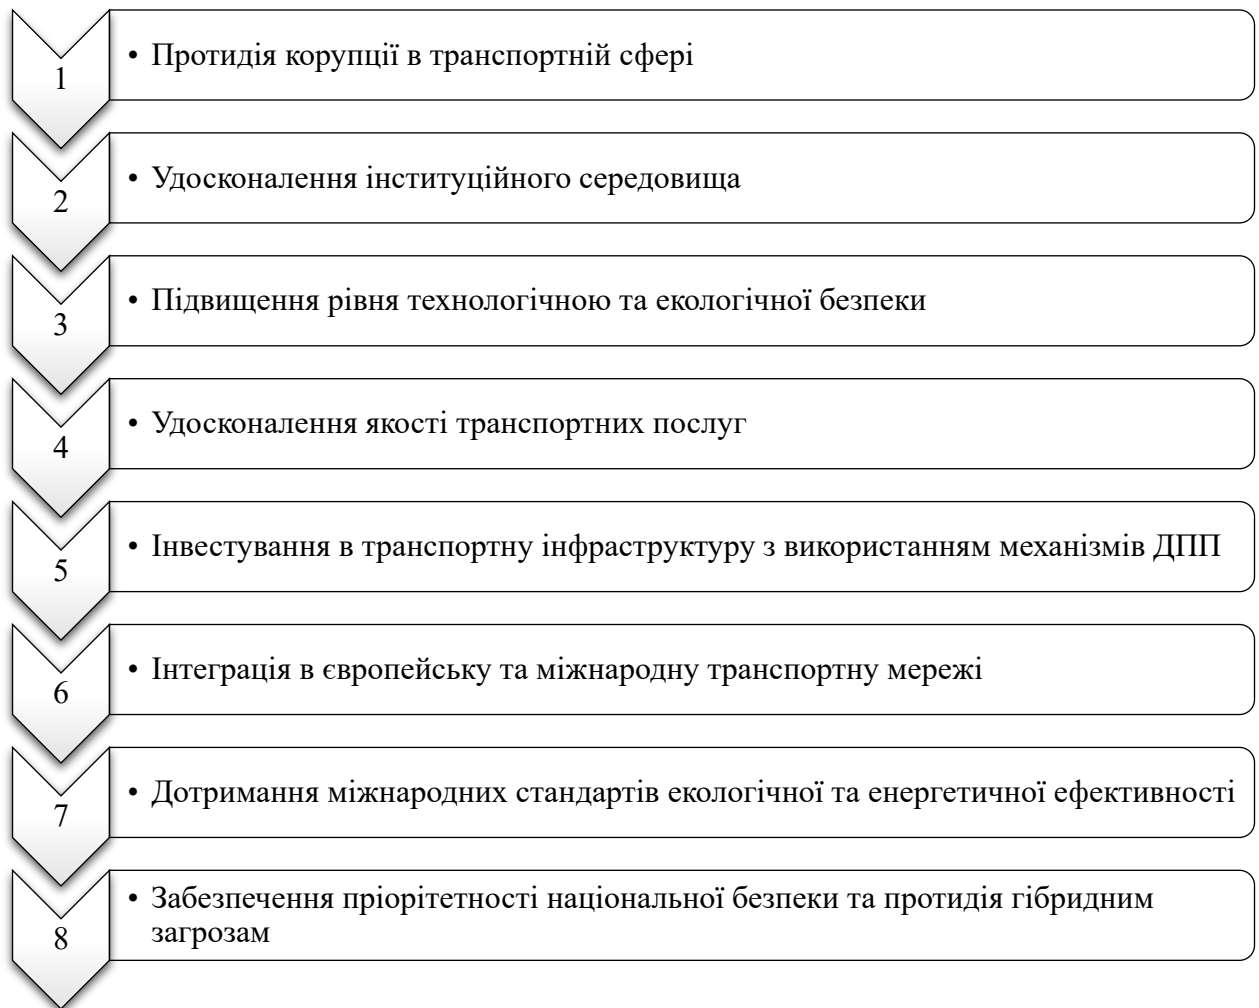 1
• Протидія корупції в транспортній сфері
2
• Удосконалення інституційного середовища
3
• Підвищення рівня технологічною та екологічної безпеки
4
• Удосконалення якості транспортних послуг
5
• Інвестування в транспортну інфраструктуру з використанням механізмів ДПП
6
• Інтеграція в європейську та міжнародну транспортну мережі
7
• Дотримання міжнародних стандартів екологічної та енергетичної ефективності
8
• Забезпечення пріорітетності національної безпеки та протидія гібридним
загрозам